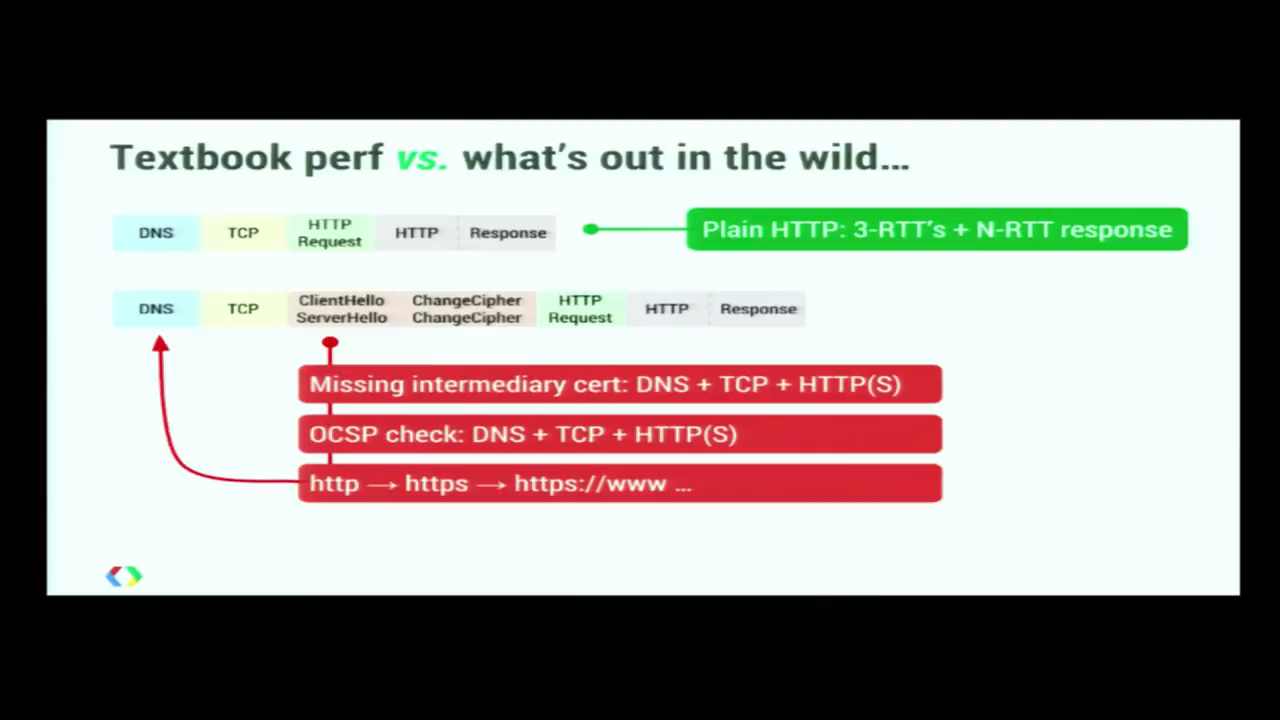 Textbook perf vs. what's out in the wild...
DNS TCP HTTP Request HTTP Response
Plain HTTP: 3-RTT's + N-RTT response
DNS TCP ClientHello ServerHello ChangeCipher ChangeCipher HTTP Request HTTP Response
Missing intermediary cert: DNS + TCP + HTTP(S)
OCSP check: DNS + TCP + HTTP(S)
http → https → https://www ...